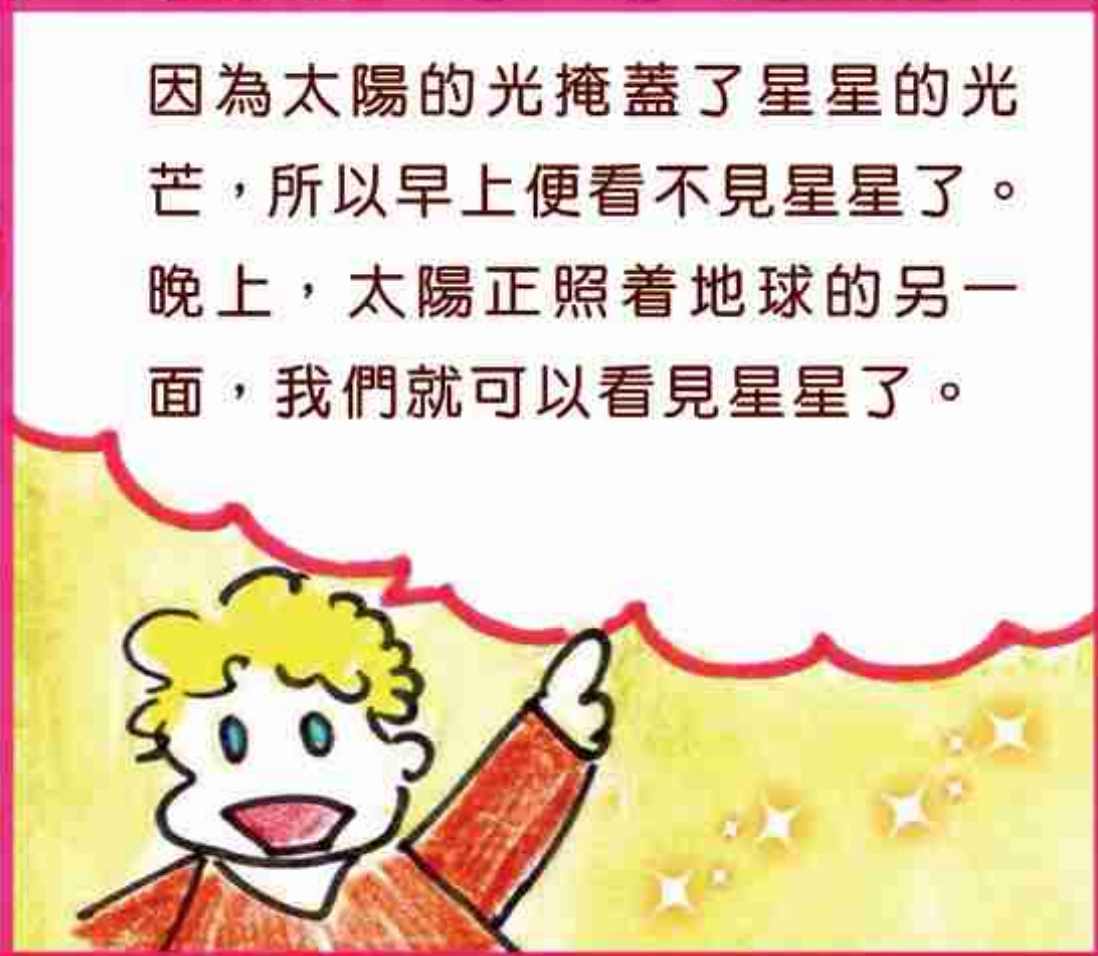 因為太陽的光掩蓋了星星的光
芒，所以早上便看不見星星了。
晚上，太陽正照着地球的另一
面，我們就可以看見星星了。